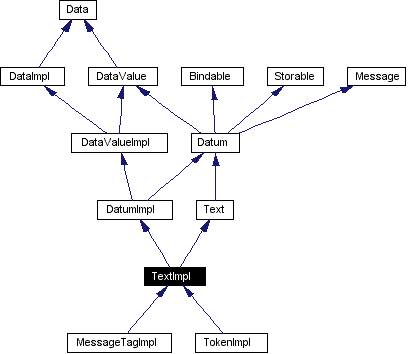 Data
DataImpl
DataValue
Bindable
Storable
Message
DataValueImpl
Datum
DatumImpl
Text
TextImpl
MessageTagImpl
TokenImpl